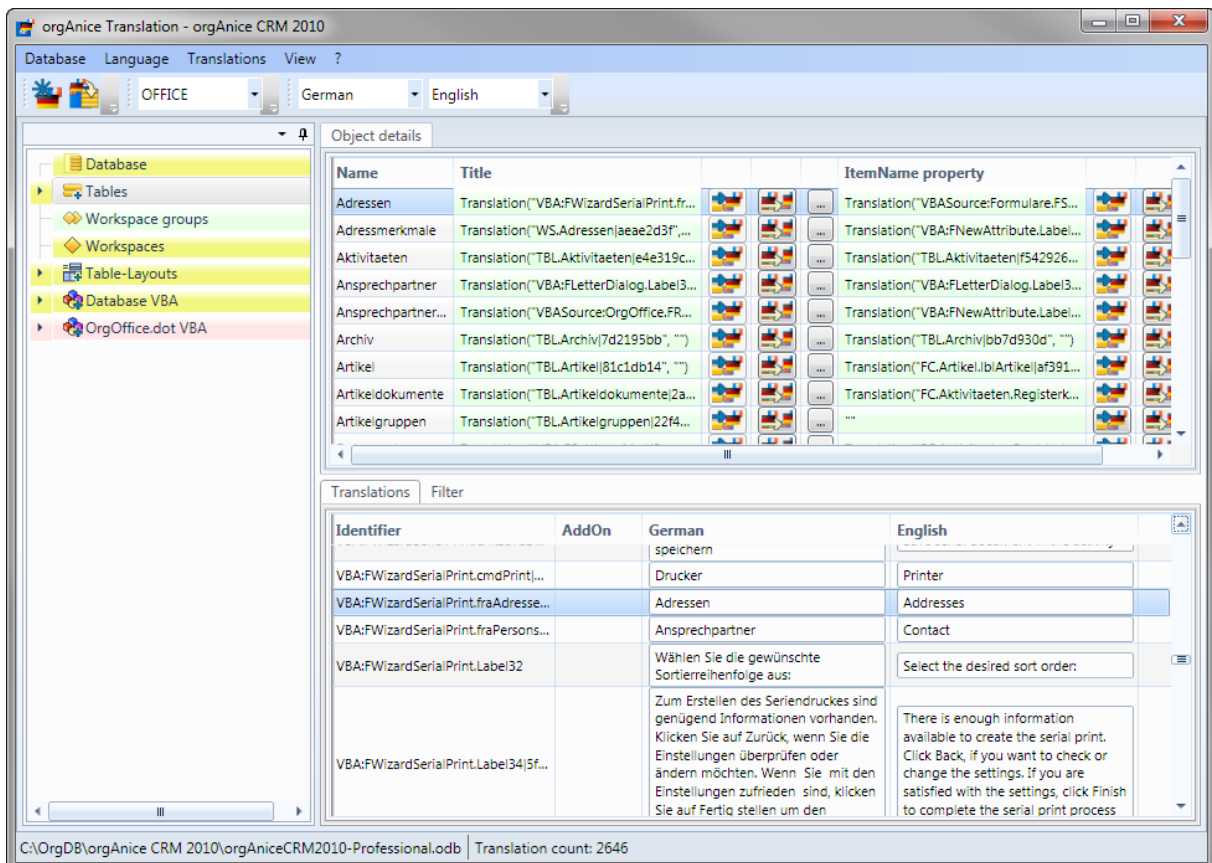 orgAnice Translation - orgAnice CRM 2010
Database Language Translations View ?
OFFICE German English
Database
Tables
Workspace groups
Workspaces
Table-Layouts
Database VBA
OrgOffice.dot VBA
Object details
Name Title ItemName property
Adressen Translation("VBA:FWizardSerialPrint.fr... ... Translation("VBASource:Formulare.FS...
Adressmerkmale Translation("WS.Adressen|aeae2d3f",... ... Translation("VBA:FNewAttribute.Label...
Aktivitaeten Translation("TBL.Aktivitaeten|e4e319c... ... Translation("TBL.Aktivitaeten|f542926...
Ansprechpartner Translation("VBA:FLetterDialog.Label3... ... Translation("VBA:FLetterDialog.Label3...
Ansprechpartner... Translation("VBASource:OrgOffice.FR... ... Translation("VBA:FNewAttribute.Label...
Archiv Translation("TBL.Archiv|7d2195bb", "") ... Translation("TBL.Archiv|bb7d930d", "")
Artikel Translation("TBL.Artikel|81c1db14", "") ... Translation("FC.Artikel.lblArtikel|af391...
Artikeldokumente Translation("TBL.Artikeldokumente|2a... ... Translation("FC.Aktivitaeten.Registerk...
Artikelgruppen Translation("TBL.Artikelgruppen|22f4... ... ""
Translations Filter
Identifier AddOn German English
speichern
VBA:FWizardSerialPrint.cmdPrint|... Drucker Printer
VBA:FWizardSerialPrint.fraAdresse... Adressen Addresses
VBA:FWizardSerialPrint.fraPersons... Ansprechpartner Contact
VBA:FWizardSerialPrint.Label32
Wählen Sie die gewünschte
Sortierreihenfolge aus:
Select the desired sort order:
VBA:FWizardSerialPrint.Label34|5f...
Zum Erstellen des Seriendruckes sind
genügend Informationen vorhanden.
Klicken Sie auf Zurück, wenn Sie die
Einstellungen überprüfen oder
ändern möchten. Wenn Sie mit den
Einstellungen zufrieden sind, klicken
Sie auf Fertig stellen um den
There is enough information
available to create the serial print.
Click Back, if you want to check or
change the settings. If you are
satisfied with the settings, click Finish
to complete the serial print process
C:\OrgDB\orgAnice CRM 2010\orgAniceCRM2010-Professional.odb Translation count: 2646